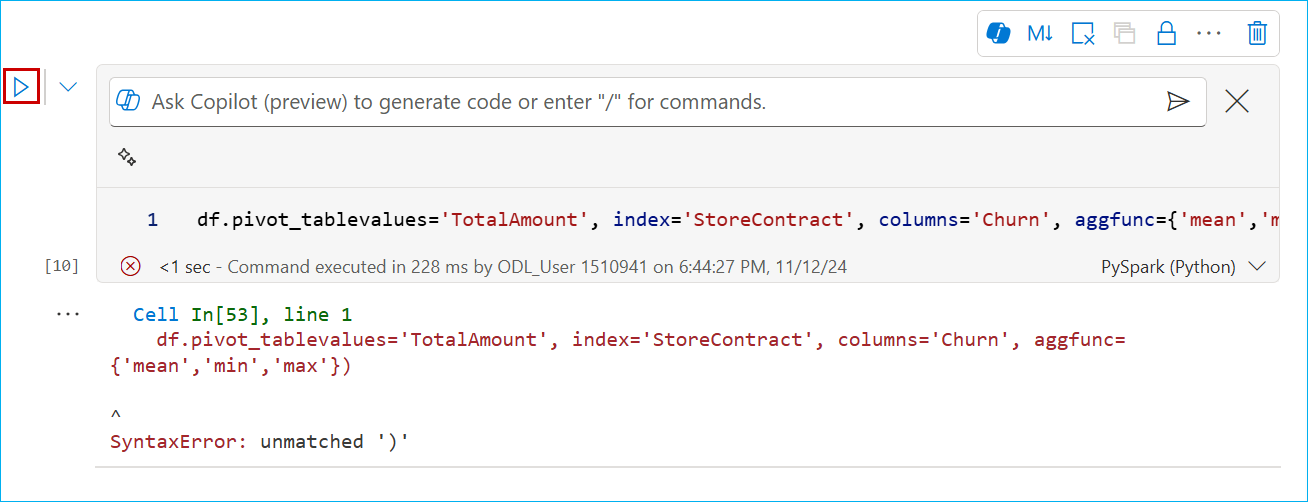 M↓
...
Ask Copilot (preview) to generate code or enter "/" for commands.
1 df.pivot_tablevalues='TotalAmount', index='StoreContract', columns='Churn', aggfunc={'mean','m
[10] <1 sec - Command executed in 228 ms by ODL_User 1510941 on 6:44:27 PM, 11/12/24 PySpark (Python)
... Cell In[53], line 1
df.pivot_tablevalues='TotalAmount', index='StoreContract', columns='Churn', aggfunc=
{'mean','min','max'})
^
SyntaxError: unmatched ')'